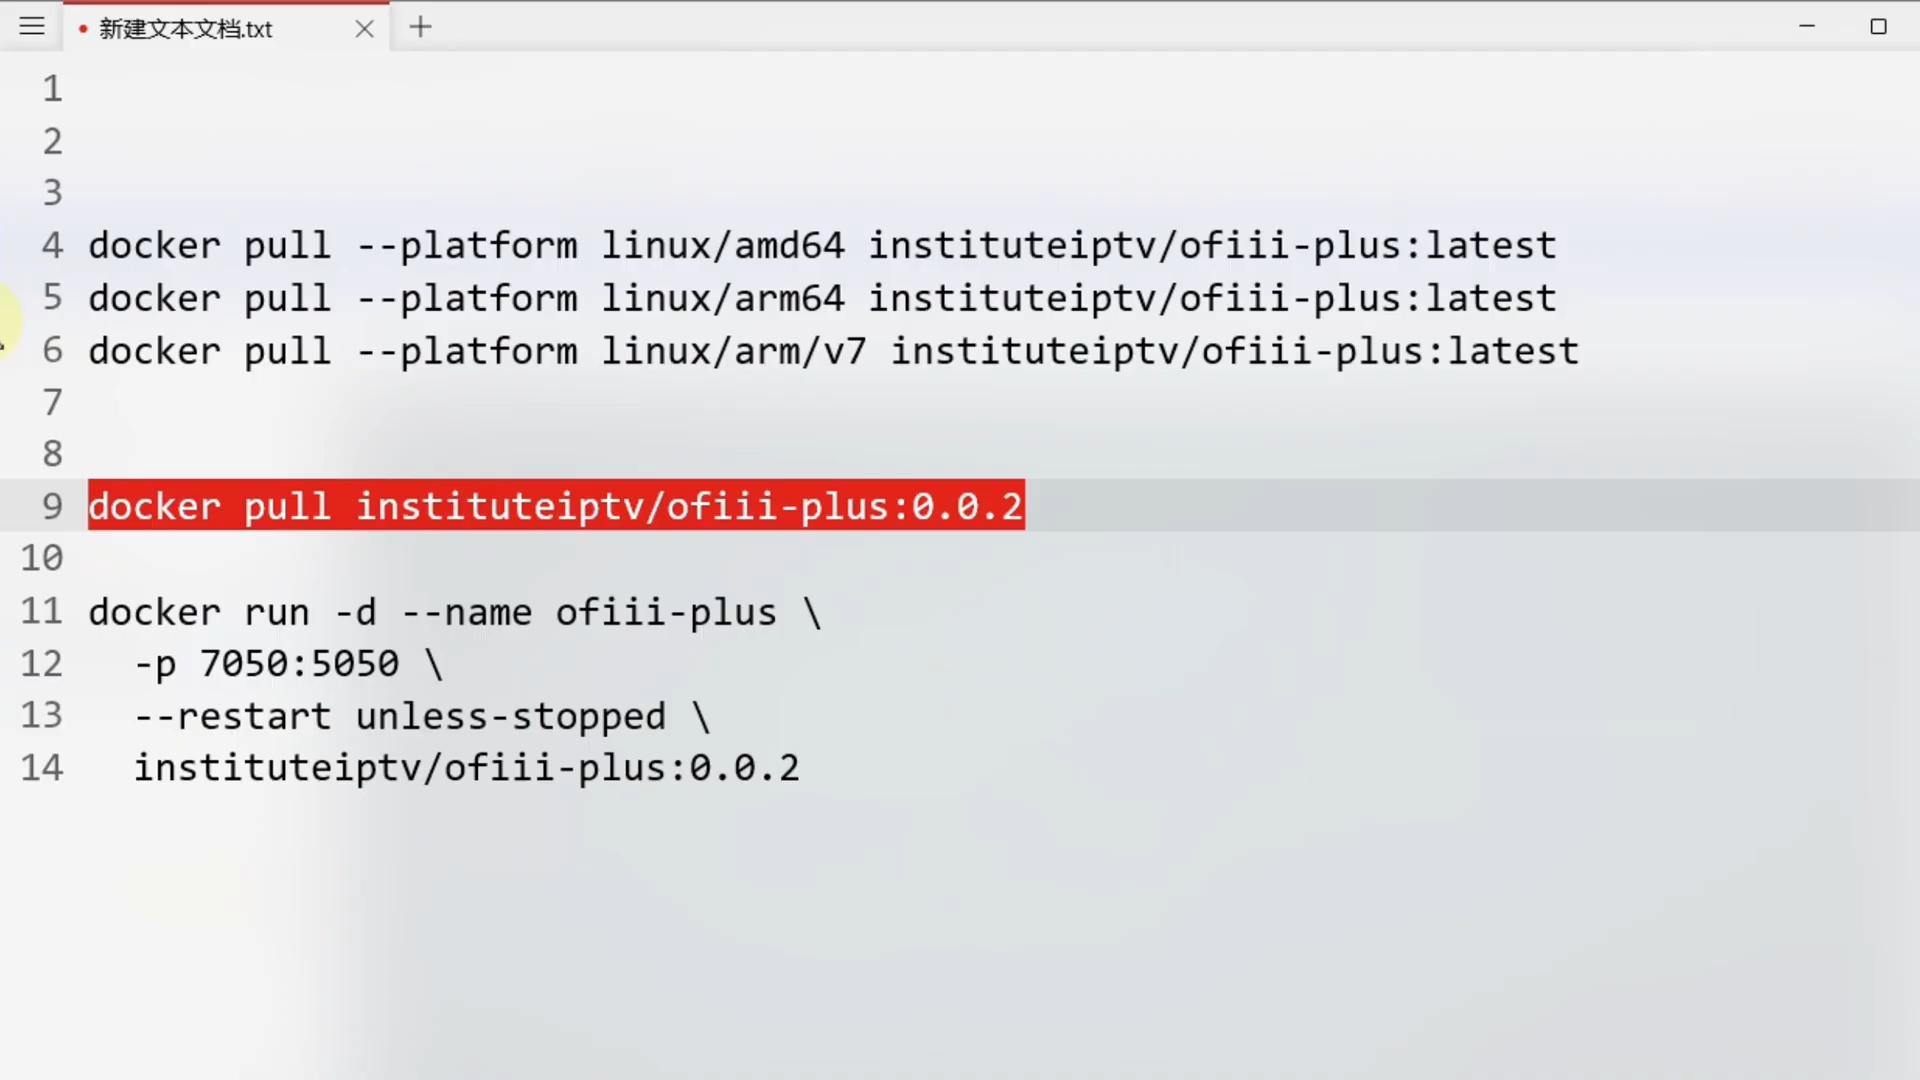 新建文本文档.txt
1
2
3
4 docker pull --platform linux/amd64 instituteiptv/ofiii-plus:latest
5 docker pull --platform linux/arm64 instituteiptv/ofiii-plus:latest
6 docker pull --platform linux/arm/v7 instituteiptv/ofiii-plus:latest
7
8
9 docker pull instituteiptv/ofiii-plus:0.0.2
10
11 docker run -d --name ofiii-plus \
12   -p 7050:5050 \
13   --restart unless-stopped \
14   instituteiptv/ofiii-plus:0.0.2